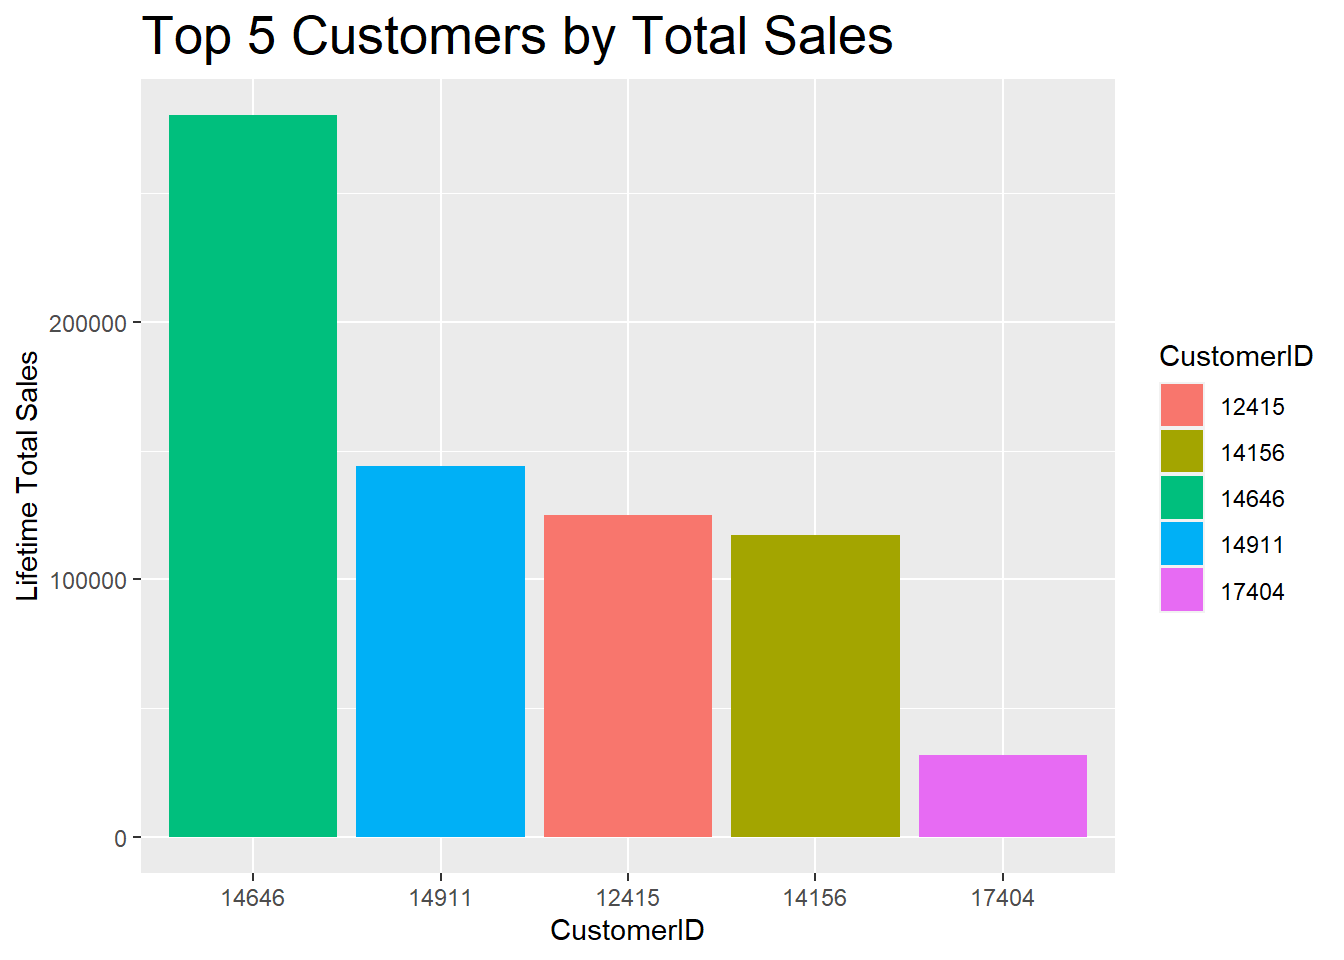 Top 5 Customers by Total Sales
Lifetime Total Sales
200000
100000
0
14646 14911 12415 14156 17404
CustomerID
CustomerID
12415
14156
14646
14911
17404